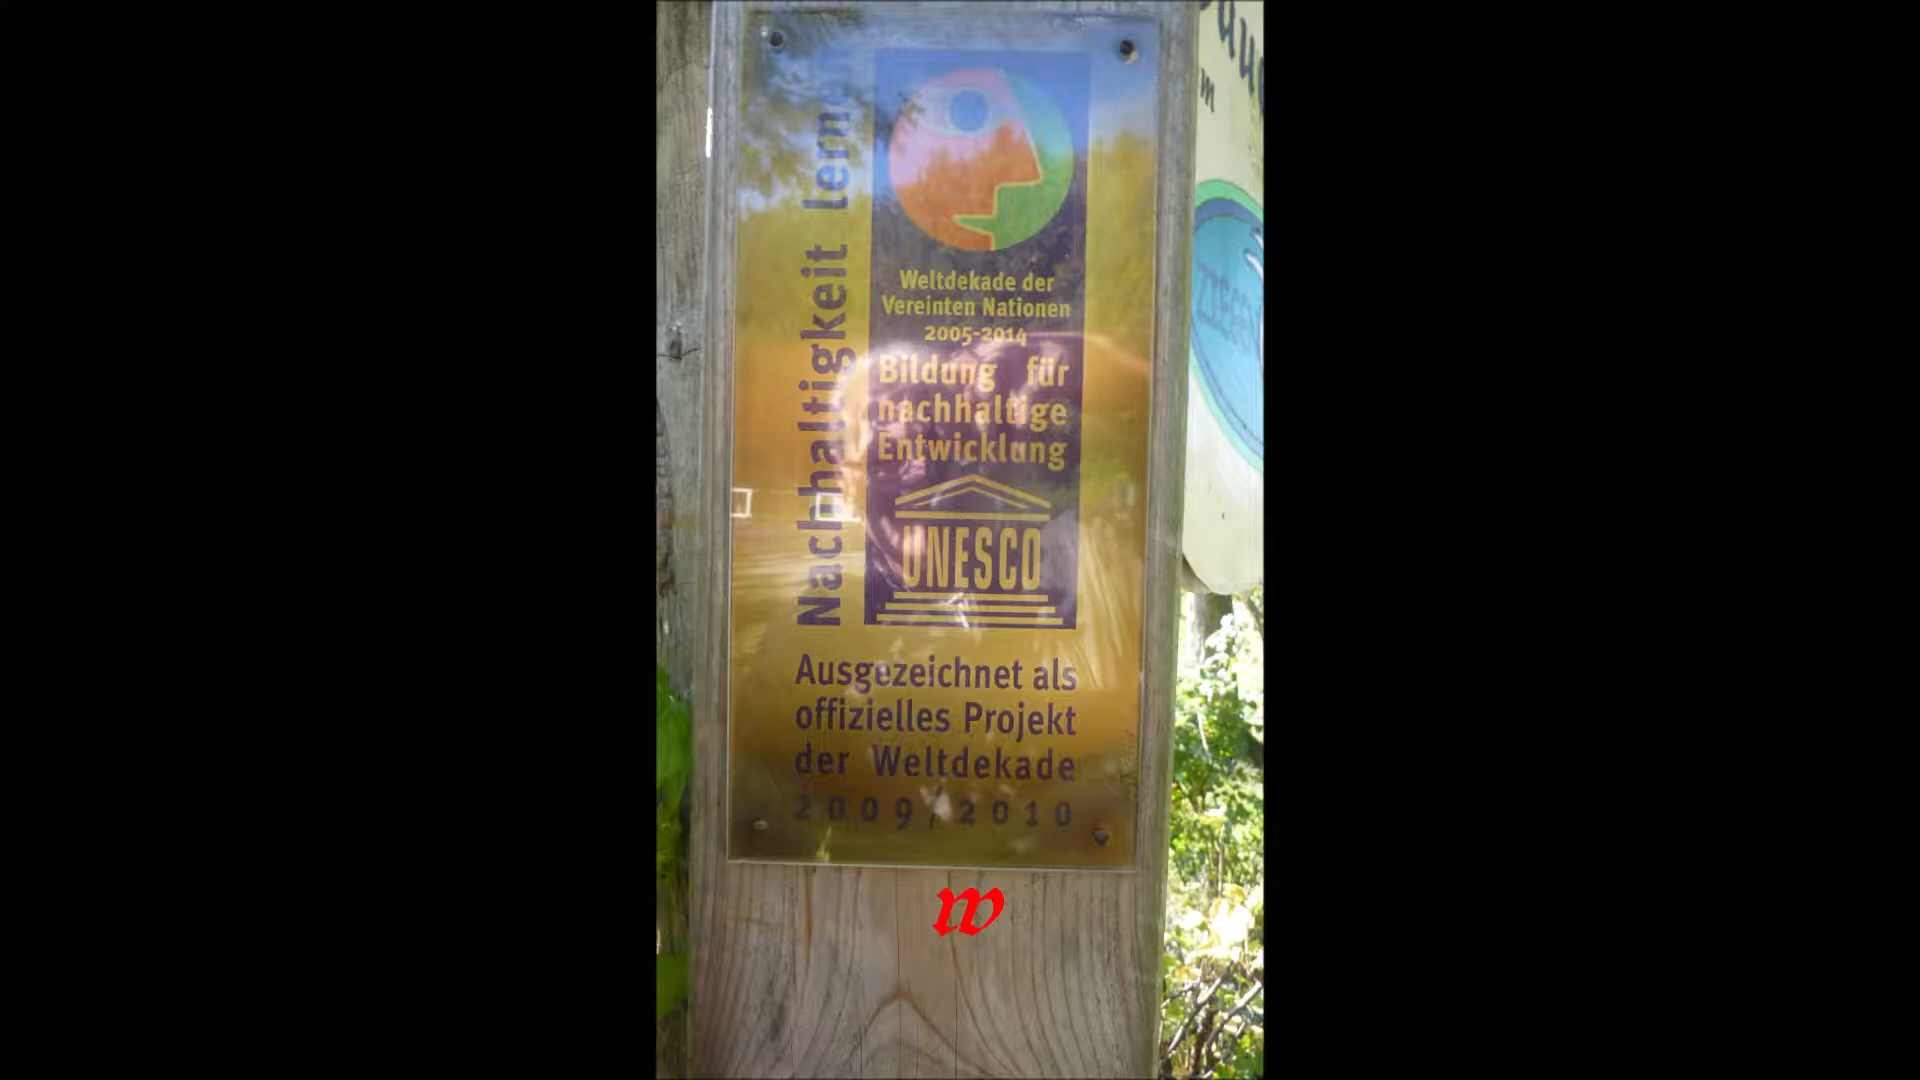 Nachhaltigkeit lernen
Weltdekade der
Vereinten Nationen
2005-2014
Bildung für
nachhaltige
Entwicklung
UNESCO
Ausgezeichnet als
offizielles Projekt
der Weltdekade
2009/2010
w